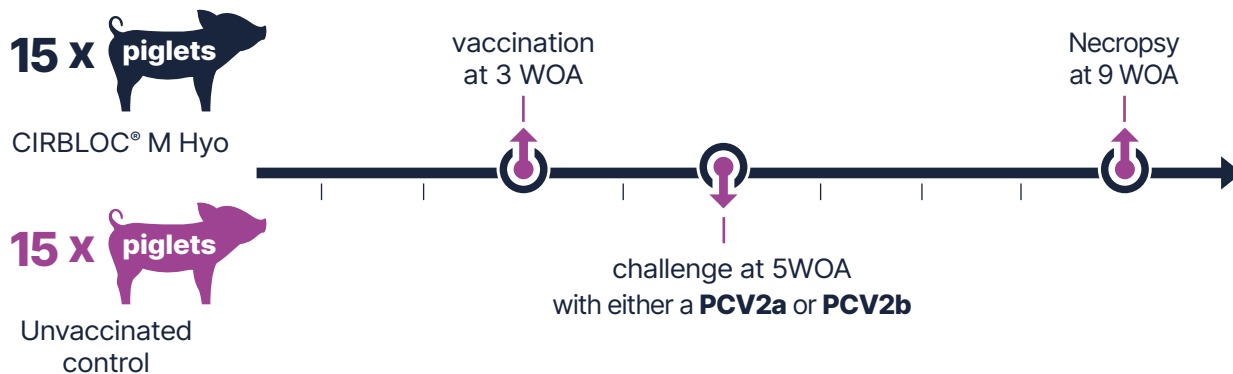 15 x piglets
CIRBLOC® M Hyo
15 x piglets
Unvaccinated
control
vaccination
at 3 WOA
challenge at 5WOA
with either a PCV2a or PCV2b
Necropsy
at 9 WOA